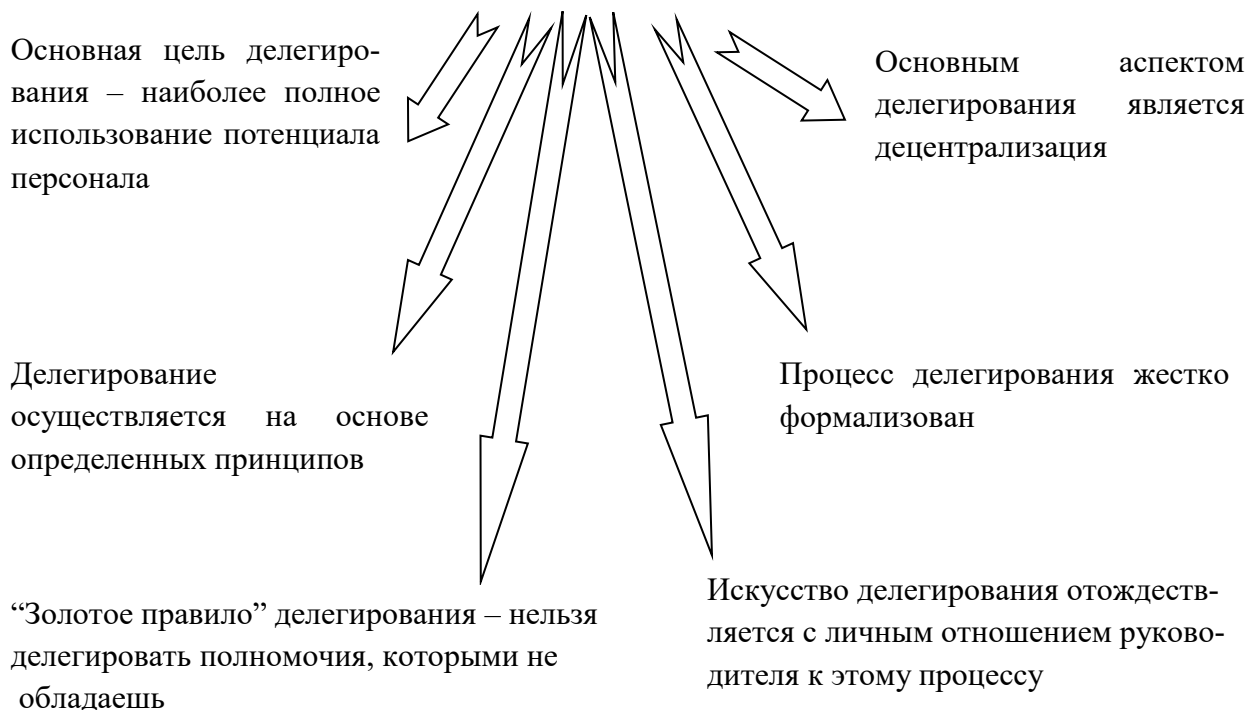 Основная цель делегиро-
вания – наиболее полное
использование потенциала
персонала
Основным аспектом
делегирования является
децентрализация
Делегирование
осуществляется на основе
определенных принципов
Процесс делегирования жестко
формализован
“Золотое правило” делегирования – нельзя
делегировать полномочия, которыми не
обладаешь
Искусство делегирования отождеств-
ляется с личным отношением руково-
дителя к этому процессу